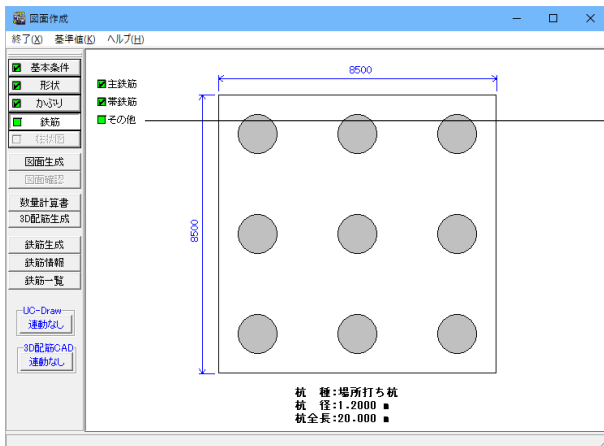 図面作成
終了(X) 基準値(K) ヘルプ(H)
基本条件
形状
かぶり
鉄筋
柱状図
図面生成
図面確認
数量計算書
3D配筋生成
鉄筋生成
鉄筋情報
鉄筋一覧
UC-Draw
連動なし
3D配筋CAD
連動なし
主鉄筋
帯鉄筋
その他
8500
8500
杭 種:場所打ち杭
杭 径:1.2000 m
杭全長:20.000 m